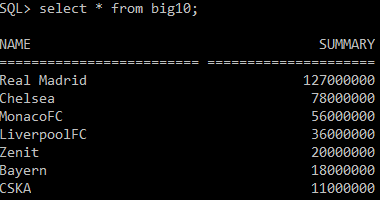 SQL> select * from big10;
NAME SUMMARY
========================= =====================
Real Madrid 127000000
Chelsea 78000000
MonacoFC 56000000
LiverpoolFC 36000000
Zenit 20000000
Bayern 18000000
CSKA 11000000